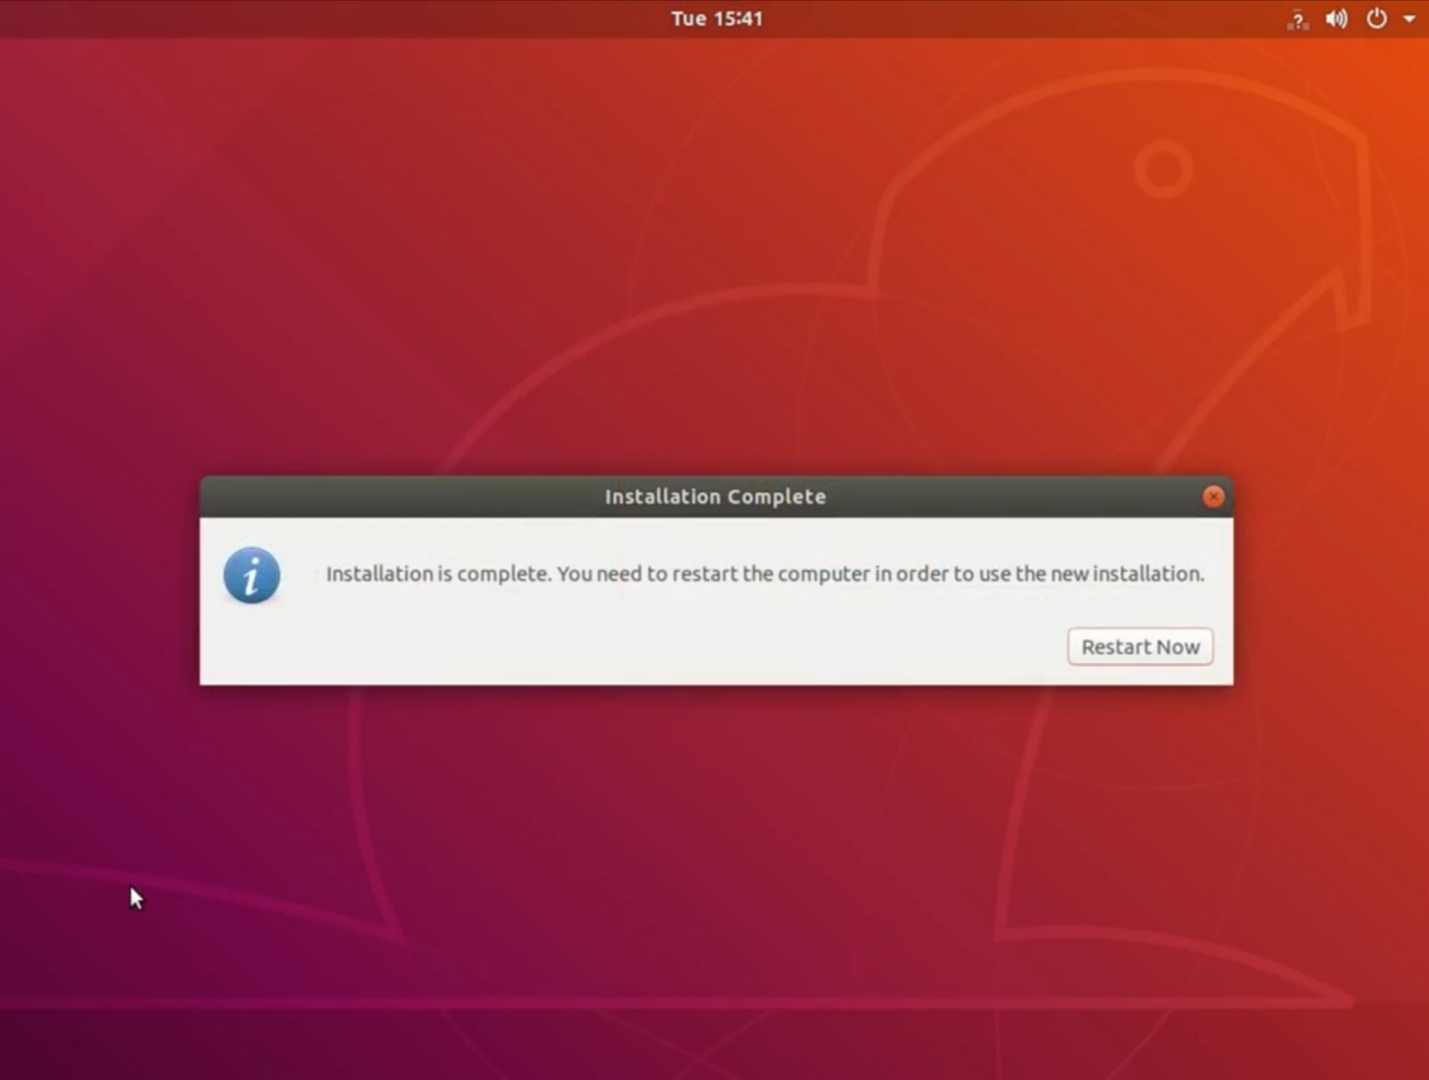 Tue 15:41
Installation Complete
Installation is complete. You need to restart the computer in order to use the new installation.
Restart Now